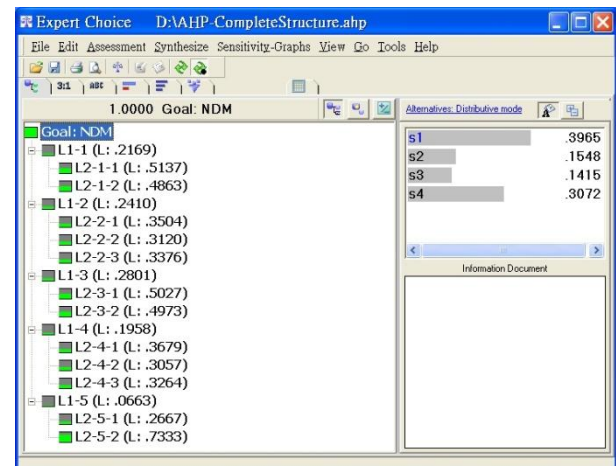 Expert Choice D:\AHP-CompleteStructure.ahp
File Edit Assessment Synthesize Sensitivity-Graphs View Go Tools Help
3:1 ABC
1.0000 Goal: NDM
Alternatives: Distributive mode
Goal: NDM
L1-1 (L: .2169)
L2-1-1 (L: .5137)
L2-1-2 (L: .4863)
L1-2 (L: .2410)
L2-2-1 (L: .3504)
L2-2-2 (L: .3120)
L2-2-3 (L: .3376)
L1-3 (L: .2801)
L2-3-1 (L: .5027)
L2-3-2 (L: .4973)
L1-4 (L: .1958)
L2-4-1 (L: .3679)
L2-4-2 (L: .3057)
L2-4-3 (L: .3264)
L1-5 (L: .0663)
L2-5-1 (L: .2667)
L2-5-2 (L: .7333)
s1 .3965
s2 .1548
s3 .1415
s4 .3072
Information Document